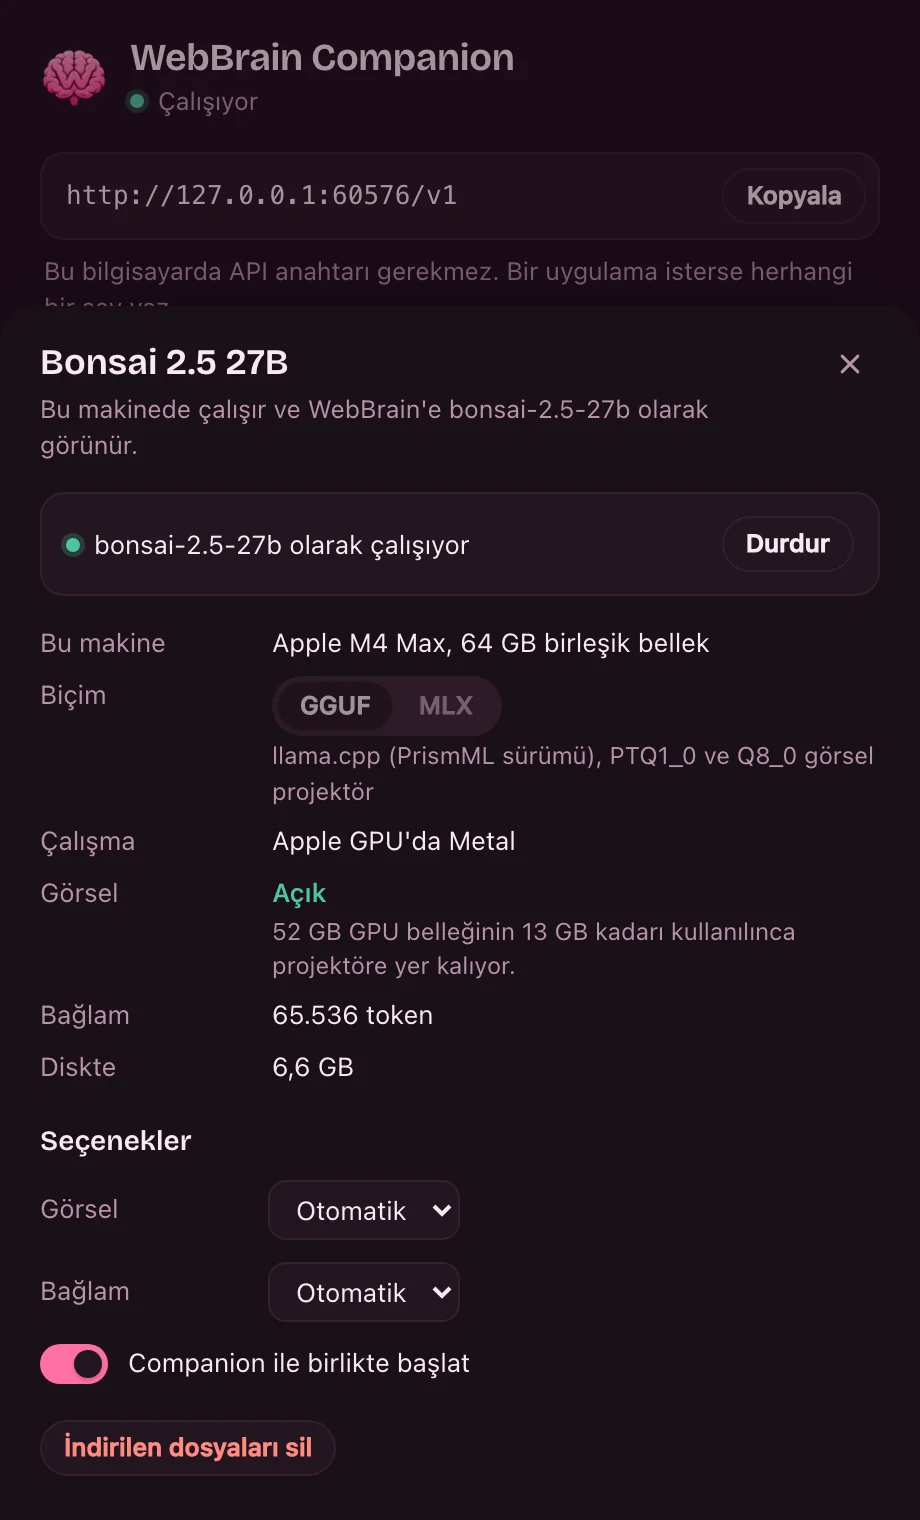 WebBrain Companion
Çalışıyor
http://127.0.0.1:60576/v1
Kopyala
Bu bilgisayarda API anahtarı gerekmez. Bir uygulama isterse herhangi
Bonsai 2.5 27B
Bu makinede çalışır ve WebBrain'e bonsai-2.5-27b olarak
görünür.
bonsai-2.5-27b olarak çalışıyor
Durdur
Bu makine
Apple M4 Max, 64 GB birleşik bellek
Biçim
GGUF MLX
llama.cpp (PrismML sürümü), PTQ1_0 ve Q8_0 görsel
projektör
Çalışma
Apple GPU'da Metal
Görsel
Açık
52 GB GPU belleğinin 13 GB kadarı kullanılınca
projektöre yer kalıyor.
Bağlam
65.536 token
Diskte
6,6 GB
Seçenekler
Görsel
Otomatik
Bağlam
Otomatik
Companion ile birlikte başlat
İndirilen dosyaları sil